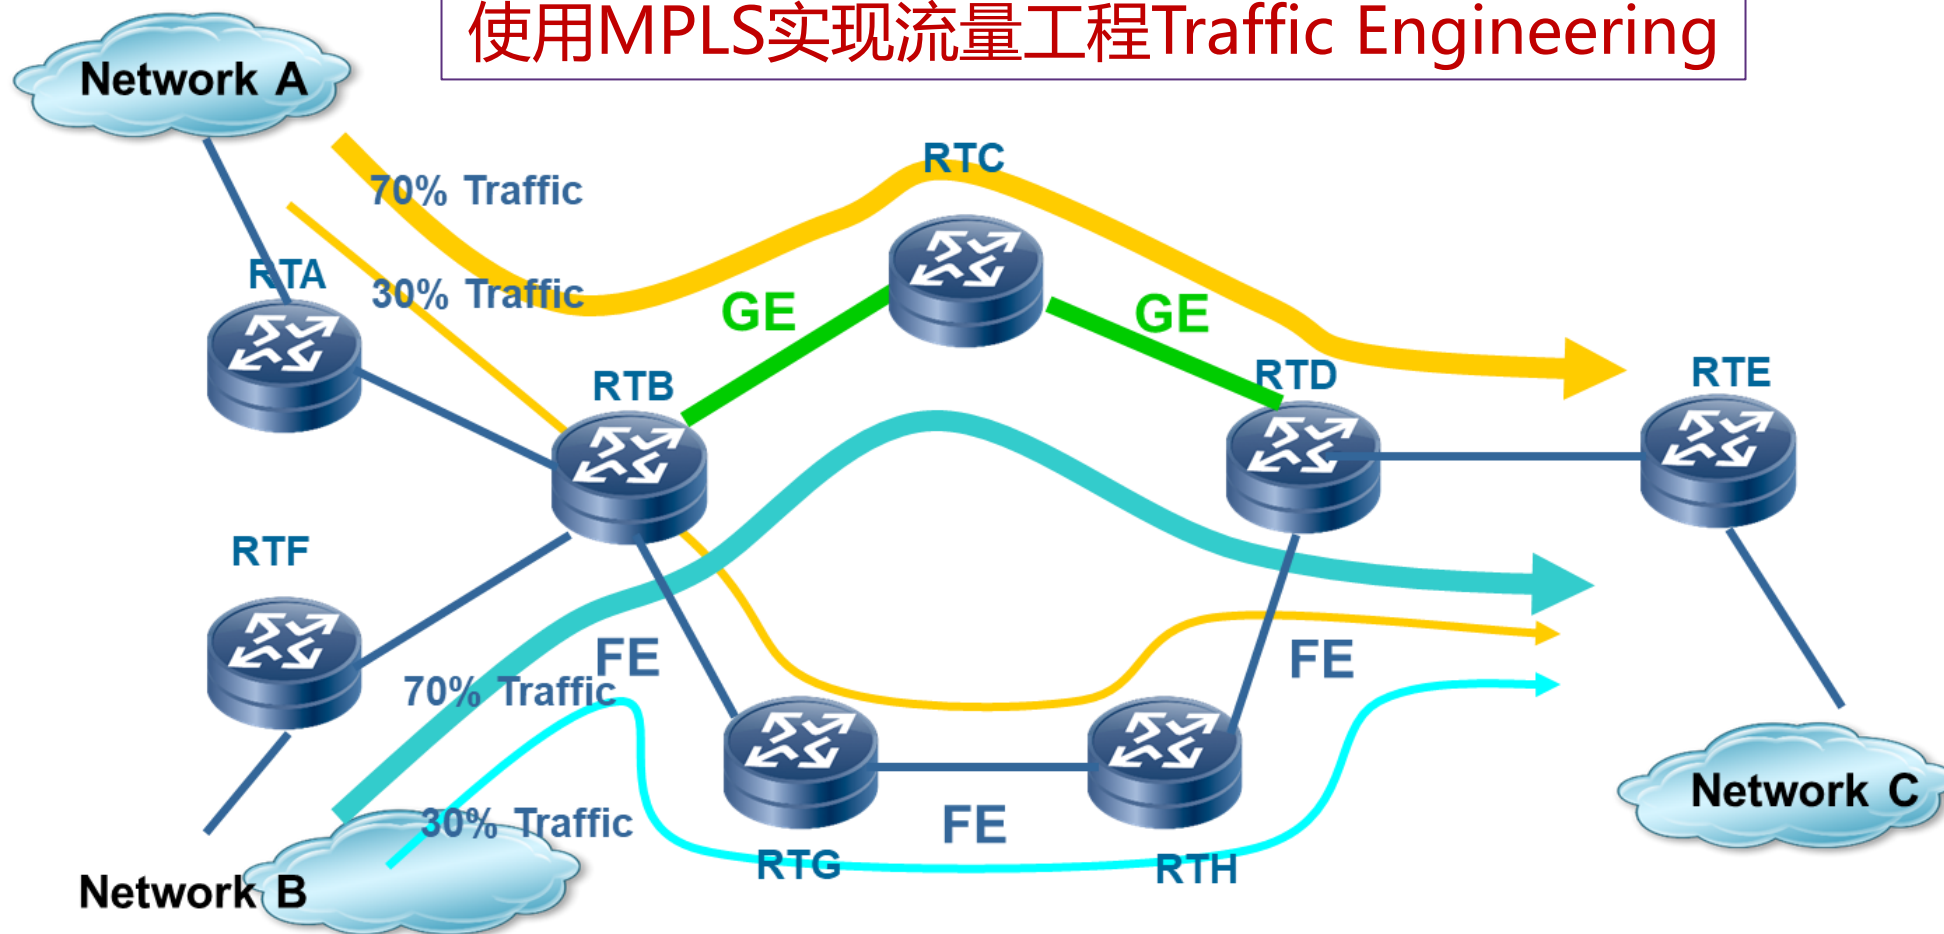 使用MPLS实现流量工程Traffic Engineering
Network A
70% Traffic
RTC
RTA
30% Traffic
GE
GE
RTB
RTD
RTE
RTF
FE
FE
70% Traffic
30% Traffic
FE
Network C
RTG
RTH
Network B